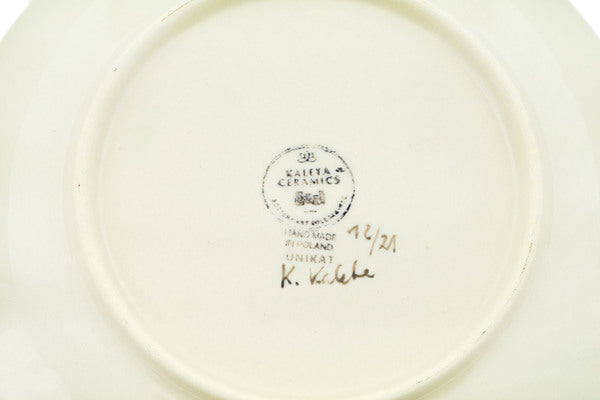 KALETA
CERAMICS
HAND MADE
IN POLAND
UNIKAT
12/21
K. Kaleta